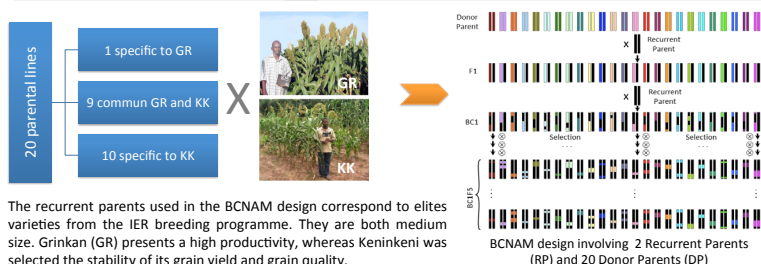 20 parental lines
1 specific to GR
9 commun GR and KK
10 specific to KK
X
GR
KK
The recurrent parents used in the BCNAM design correspond to elites
varieties from the IER breeding programme. They are both medium
size. Grinkan (GR) presents a high productivity, whereas Keninkeni was
selected the stability of its grain yield and grain quality.
Donor
Parent
X
Recurrent
Parent
F1
X
Recurrent
Parent
BC1
Selection
...
Selection
...
BC1F5
BCNAM design involving 2 Recurrent Parents
(RP) and 20 Donor Parents (DP)